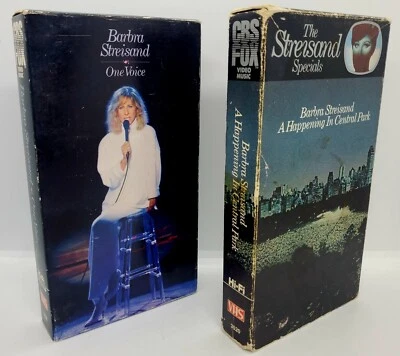 Barbra
Streisand
One Voice
FOX
CBS
FOX
VIDEO
MUSIC
The
Streisand
Specials
Barbra Streisand
A Happening In Central Park
Barbra Streisand
A Happening In Central Park
Hi-Fi
VHS